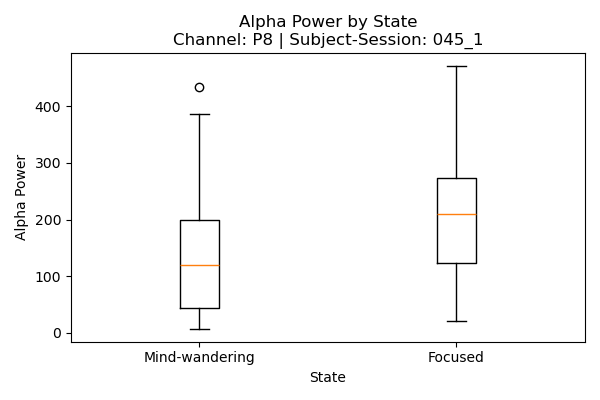 Alpha Power by State
Channel: P8 | Subject-Session: 045_1
Alpha Power
400
300
200
100
0
Mind-wandering
Focused
State